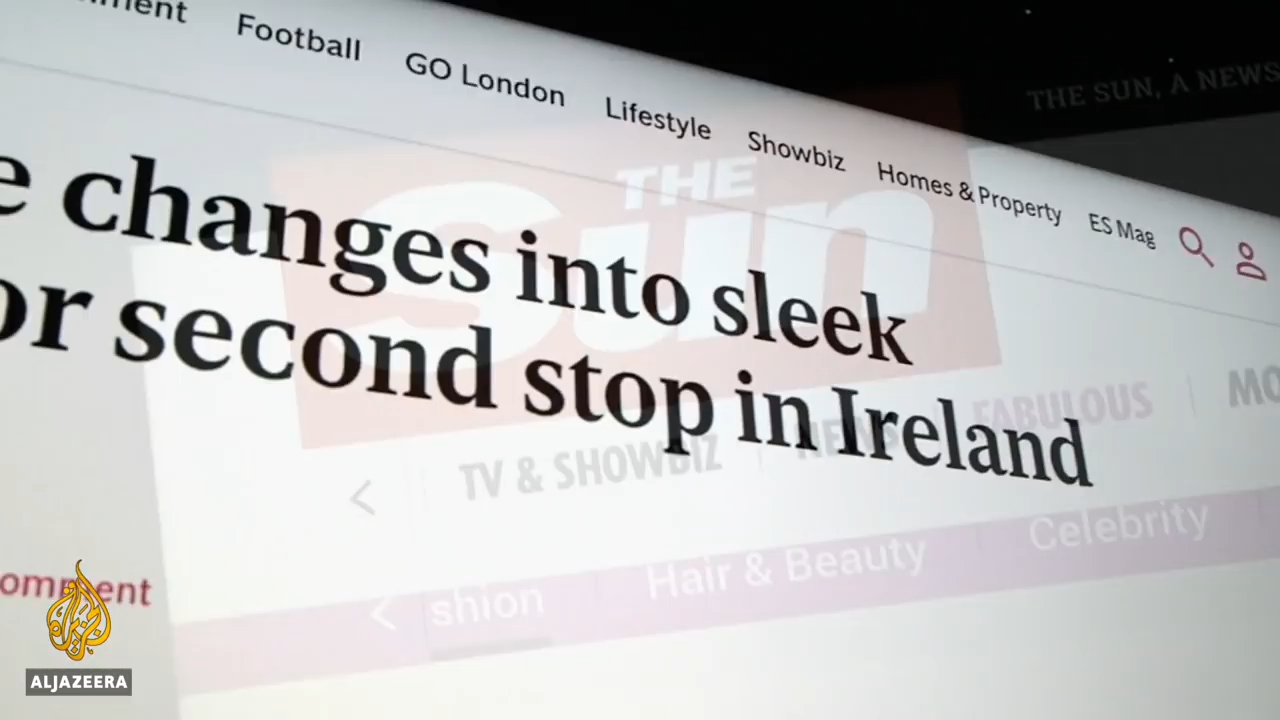 Football
GO London
Lifestyle
Showbiz
Homes & Property
ES Mag
THE SUN, A NEWS
THE
Sun
changes into sleek
or second stop in Ireland
FABULOUS
TV & SHOWBIZ
NEWS
Celebrity
Hair & Beauty
shion
omment
ALJAZEERA